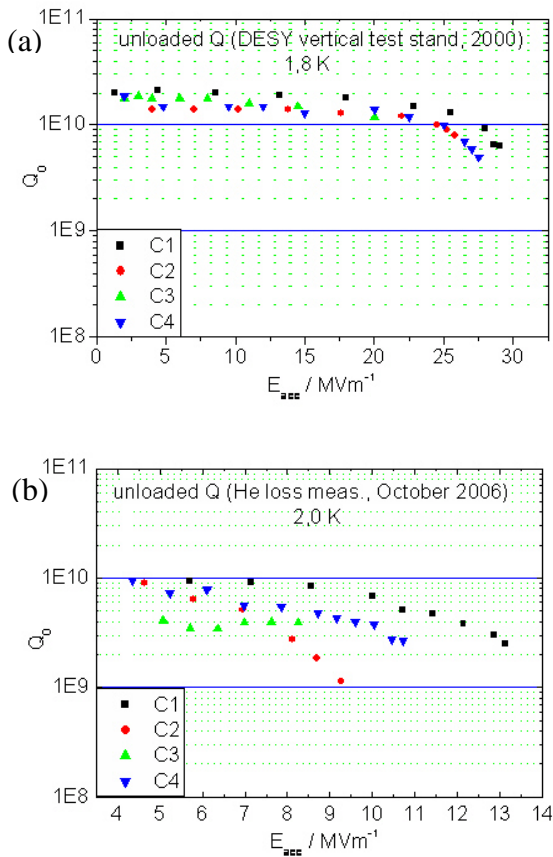 (a)
1E11
unloaded Q (DESY vertical test stand, 2000)
1,8 K
1E10
Q₀
1E9
C1
C2
C3
C4
1E8
0 5 10 15 20 25 30
E_acc / MVm⁻¹
(b)
1E11
unloaded Q (He loss meas., October 2006)
2,0 K
1E10
Q₀
1E9
C1
C2
C3
C4
1E8
4 5 6 7 8 9 10 11 12 13 14
E_acc / MVm⁻¹